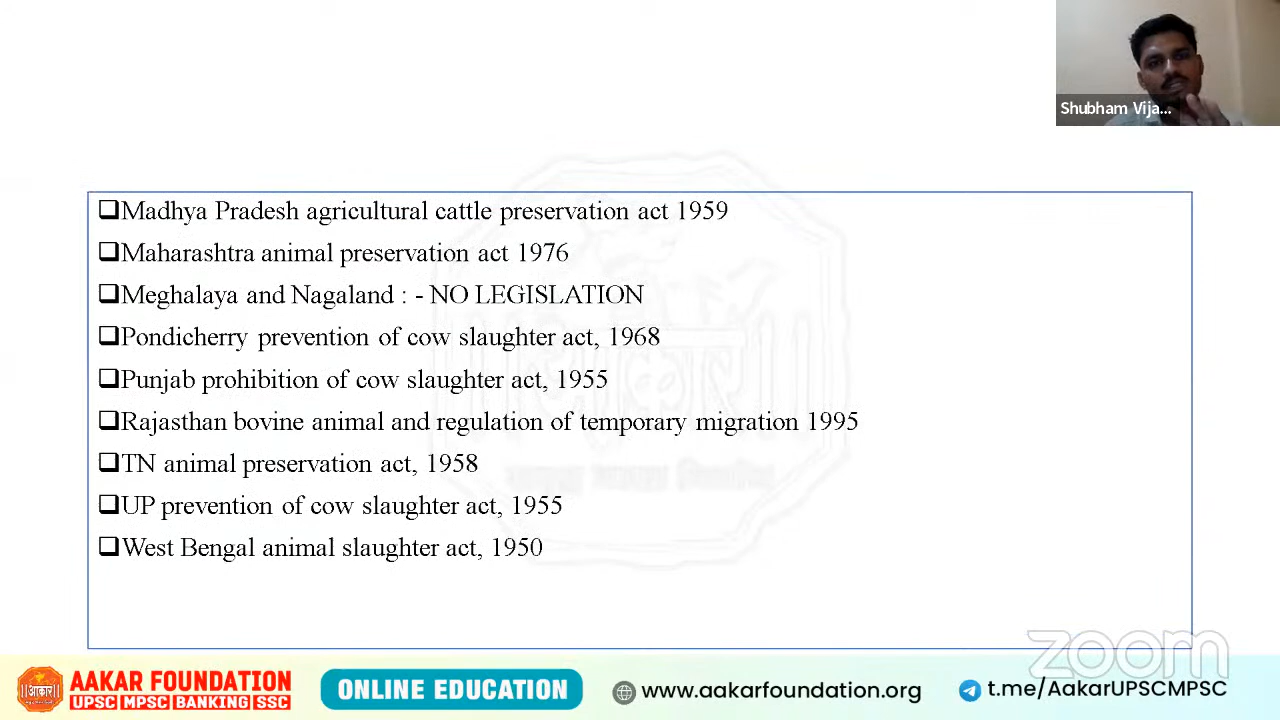 Shubham Vija...
❑Madhya Pradesh agricultural cattle preservation act 1959
❑Maharashtra animal preservation act 1976
❑Meghalaya and Nagaland : - NO LEGISLATION
❑Pondicherry prevention of cow slaughter act, 1968
❑Punjab prohibition of cow slaughter act, 1955
❑Rajasthan bovine animal and regulation of temporary migration 1995
❑TN animal preservation act, 1958
❑UP prevention of cow slaughter act, 1955
❑West Bengal animal slaughter act, 1950
आकार
zoom
आकार
AAKAR FOUNDATION
UPSC MPSC BANKING SSC
ONLINE EDUCATION
www.aakarfoundation.org
t.me/AakarUPSCMPSC